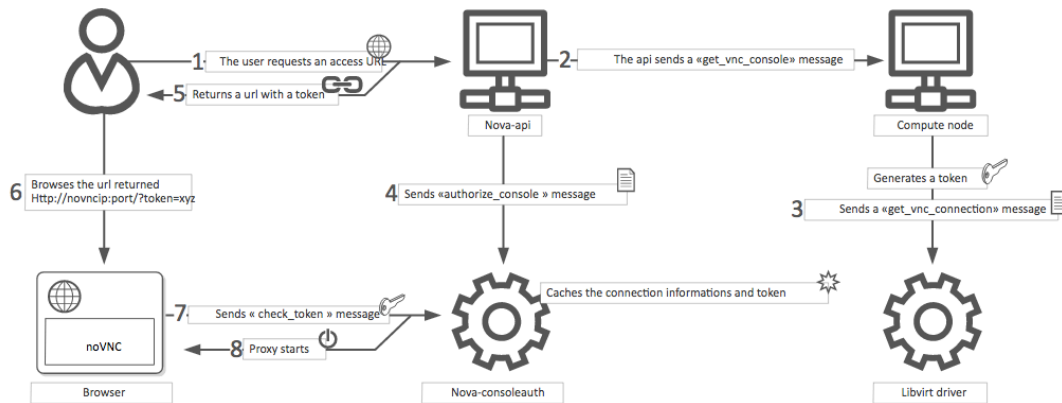 1
The user requests an access URL
2
The api sends a «get_vnc_console» message
5
Returns a url with a token
Nova-api
Compute node
6
Browses the url returned
Http://novncip:port/?token=xyz
4
Sends «authorize_console » message
Generates a token
3
Sends a «get_vnc_connection» message
Caches the connection informations and token
7
Sends « check_token » message
8
Proxy starts
noVNC
Browser
Nova-consoleauth
Libvirt driver